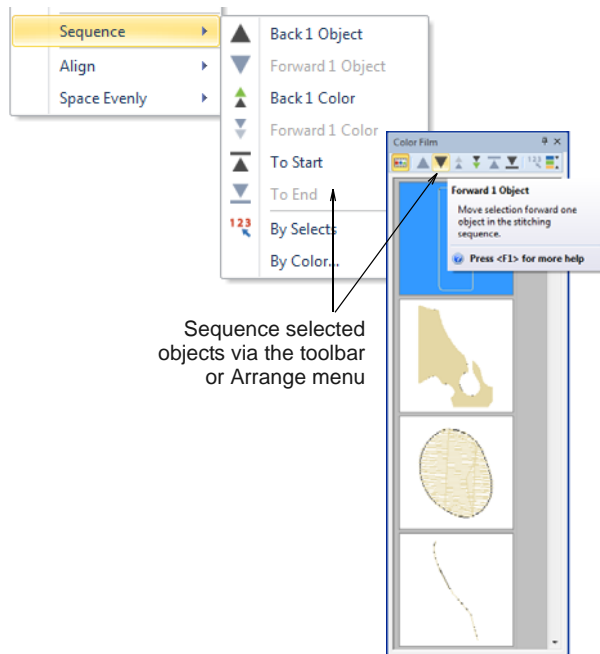 Sequence
Align
Space Evenly
Back 1 Object
Forward 1 Object
Back 1 Color
Forward 1 Color
To Start
To End
123
By Selects
By Color...
Color Film
123
Forward 1 Object
Move selection forward one
object in the stitching
sequence.
Press <F1> for more help
Sequence selected
objects via the toolbar
or Arrange menu